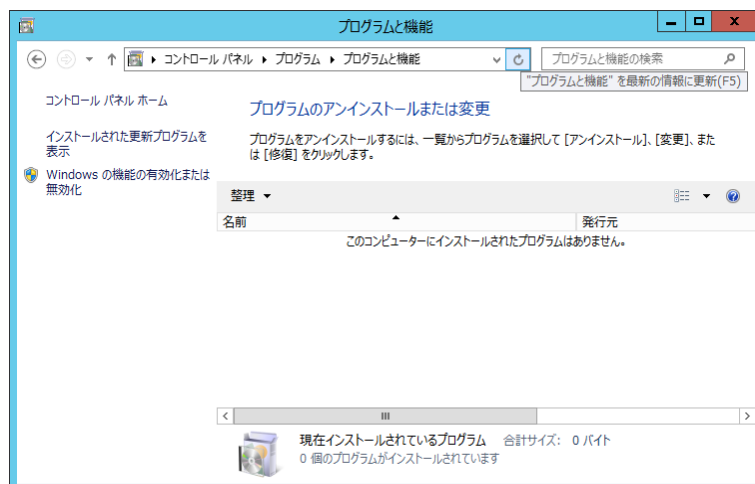 プログラムと機能
コントロール パネル
プログラム
プログラムと機能
プログラムと機能の検索
"プログラムと機能" を最新の情報に更新(F5)
コントロール パネル ホーム
インストールされた更新プログラムを
表示
Windows の機能の有効化または
無効化
プログラムのアンインストールまたは変更
プログラムをアンインストールするには、一覧からプログラムを選択して [アンインストール]、[変更]、また
は [修復] をクリックします。
整理
名前
発行元
このコンピューターにインストールされたプログラムはありません。
現在インストールされているプログラム 合計サイズ: 0 バイト
0 個のプログラムがインストールされています